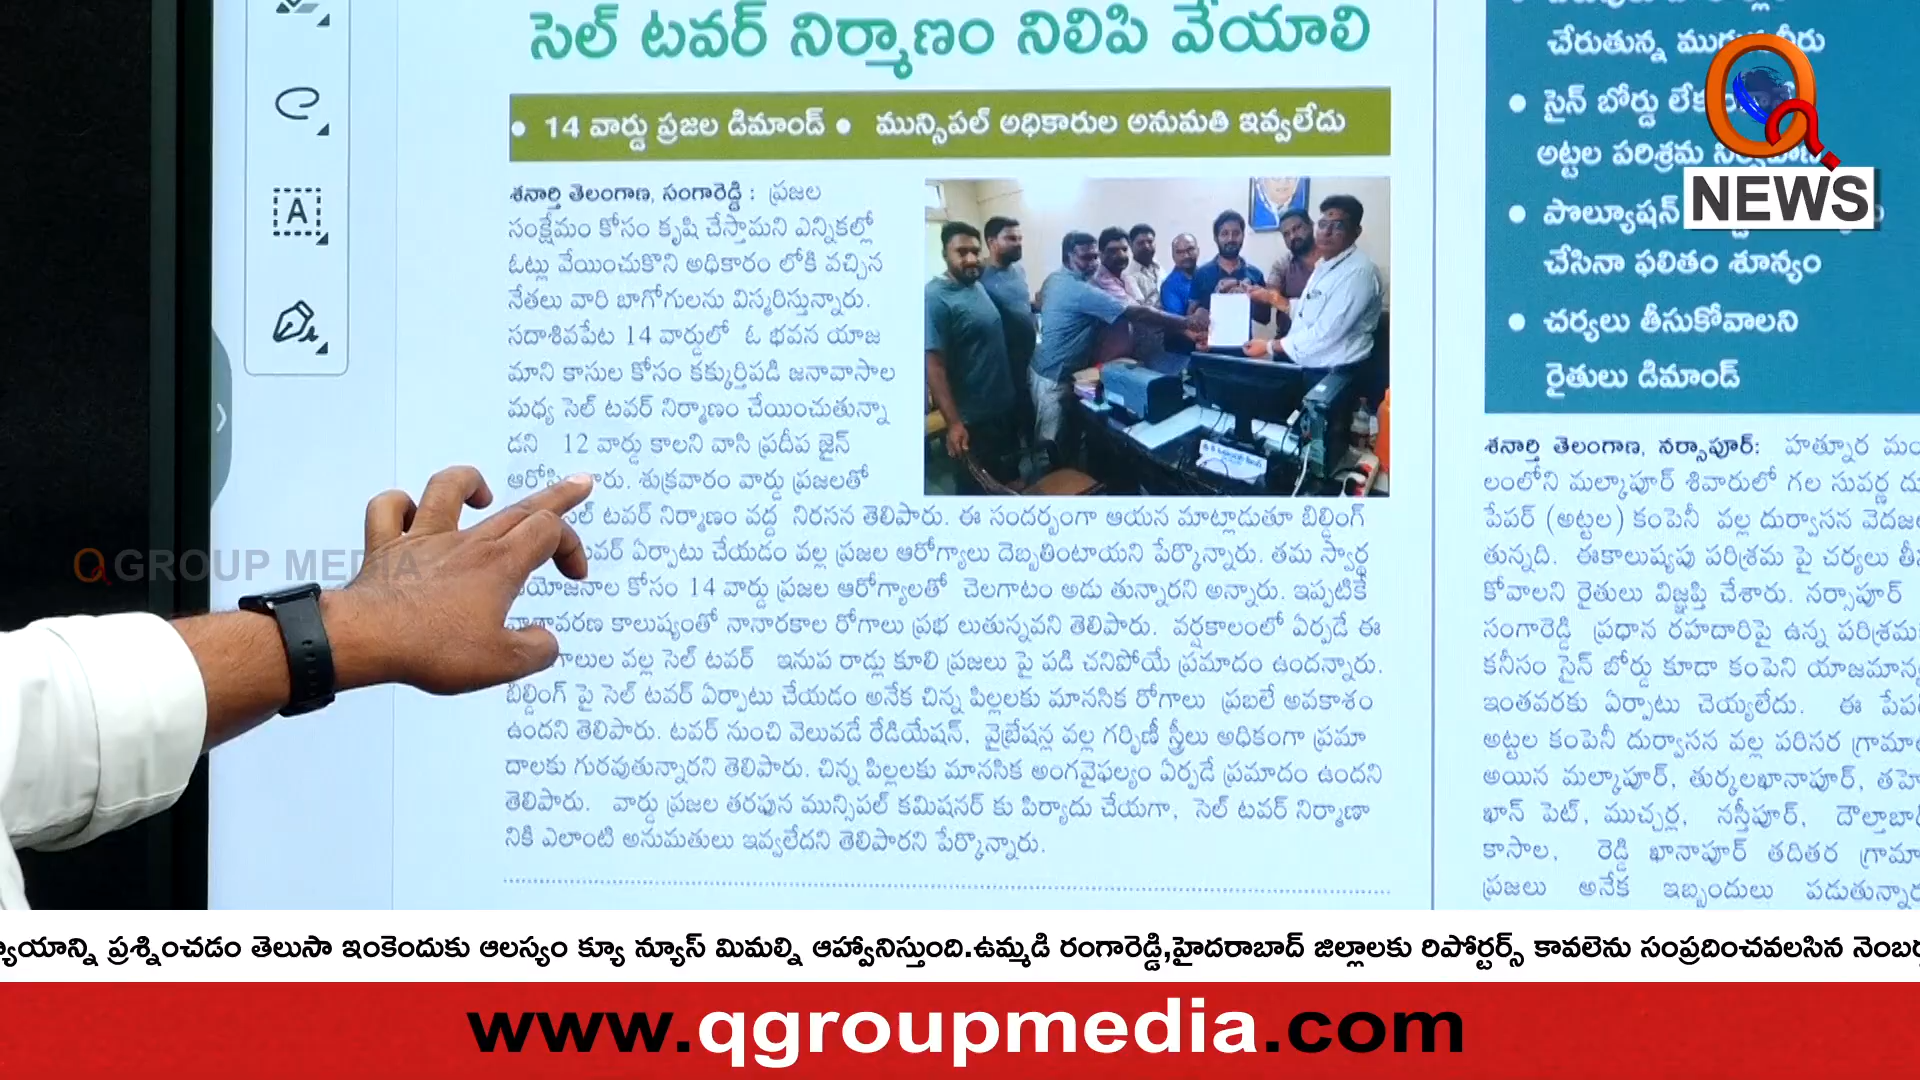 సెల్ టవర్ నిర్మాణం నిలిపి వేయాలి
• 14 వార్డు ప్రజల డిమాండ్ • మున్సిపల్ అధికారుల అనుమతి ఇవ్వలేదు
శనార్తి తెలంగాణ, సంగారెడ్డి : ప్రజల
సంక్షేమం కోసం కృషి చేస్తామని ఎన్నికల్లో
ఓట్లు వేయించుకొని అధికారం లోకి వచ్చిన
నేతలు వారి బాగోగులను విస్మరిస్తున్నారు.
సదాశివపేట 14 వార్డులో ఓ భవన యాజ
మాని కాసుల కోసం కక్కుర్తిపడి జనావాసాల
మధ్య సెల్ టవర్ నిర్మాణం చేయించుతున్నా
డని 12 వార్డు కాలని వాసి ప్రదీప జైన్
శుక్రవారం వార్డు ప్రజలతో
టవర్ నిర్మాణం వద్ద నిరసన తెలిపారు. ఈ సందర్భంగా ఆయన మాట్లాడుతూ బిల్డింగ్
ఏర్పాటు చేయడం వల్ల ప్రజల ఆరోగ్యాలు దెబ్బతింటాయని పేర్కొన్నారు. తమ స్వార్థ
కోసం 14 వార్డు ప్రజల ఆరోగ్యాలతో చెలగాటం అడు తున్నారని అన్నారు. ఇప్పటికే
కాలుష్యంతో నానారకాల రోగాలు ప్రభ లుతున్నవని తెలిపారు. వర్షకాలంలో ఏర్పడే ఈ
వల్ల సెల్ టవర్ ఇనుప రాడ్లు కూలి ప్రజలు పై పడి చనిపోయే ప్రమాదం ఉందన్నారు.
బిల్డింగ్ పై సెల్ టవర్ ఏర్పాటు చేయడం అనేక చిన్న పిల్లలకు మానసిక రోగాలు ప్రబలే అవకాశం
ఉందని తెలిపారు. టవర్ నుంచి వెలువడే రేడియేషన్, వైబ్రేషన్ల వల్ల గర్భిణీ స్త్రీలు అధికంగా ప్రమా
దాలకు గురవుతున్నారని తెలిపారు. చిన్న పిల్లలకు మానసిక అంగవైఫల్యం ఏర్పడే ప్రమాదం ఉందని
తెలిపారు. వార్డు ప్రజల తరఫున మున్సిపల్ కమిషనర్ కు పిర్యాదు చేయగా, సెల్ టవర్ నిర్మాణా
నికి ఎలాంటి అనుమతులు ఇవ్వలేదని తెలిపారని పేర్కొన్నారు.
చేరుతున్న
• సైన్ బోర్డు
అట్టల పరిశ్రమ
• పొల్యూషన్
చేసినా ఫలితం శూన్యం
• చర్యలు తీసుకోవాలని
రైతులు డిమాండ్
శనార్తి తెలంగాణ, నర్సాపూర్: హత్నూర
లంలోని మల్కాపూర్ శివారులో గల సువర్ణ
పేపర్ (అట్టల) కంపెనీ వల్ల దుర్వాసన
తున్నది. ఈకాలుష్యపు పరిశ్రమ పై చర్యలు
కోవాలని రైతులు విజ్ఞప్తి చేశారు. నర్సాపూర్
సంగారెడ్డి ప్రధాన రహదారిపై ఉన్న
కనీసం సైన్ బోర్డు కూడా కంపెని
ఇంతవరకు ఏర్పాటు చెయ్యలేదు. ఈ
అట్టల కంపెనీ దుర్వాసన వల్ల పరిసర
అయిన మల్కాపూర్, తుర్కలఖానాపూర్,
ఖాన్ పెట్, ముచ్చర్ల, నస్తీపూర్,
కాసాల, రెడ్డి ఖానాపూర్ తదితర
ప్రజలు అనేక ఇబ్బందులు
Q NEWS
Q GROUP MEDIA
ప్రశ్నించడం తెలుసా ఇంకెందుకు ఆలస్యం క్యూ న్యూస్ మిమల్ని ఆహ్వానిస్తుంది.ఉమ్మడి రంగారెడ్డి,హైదరాబాద్ జిల్లాలకు రిపోర్టర్స్ కావలెను సంప్రదించవలసిన
www.qgroupmedia.com